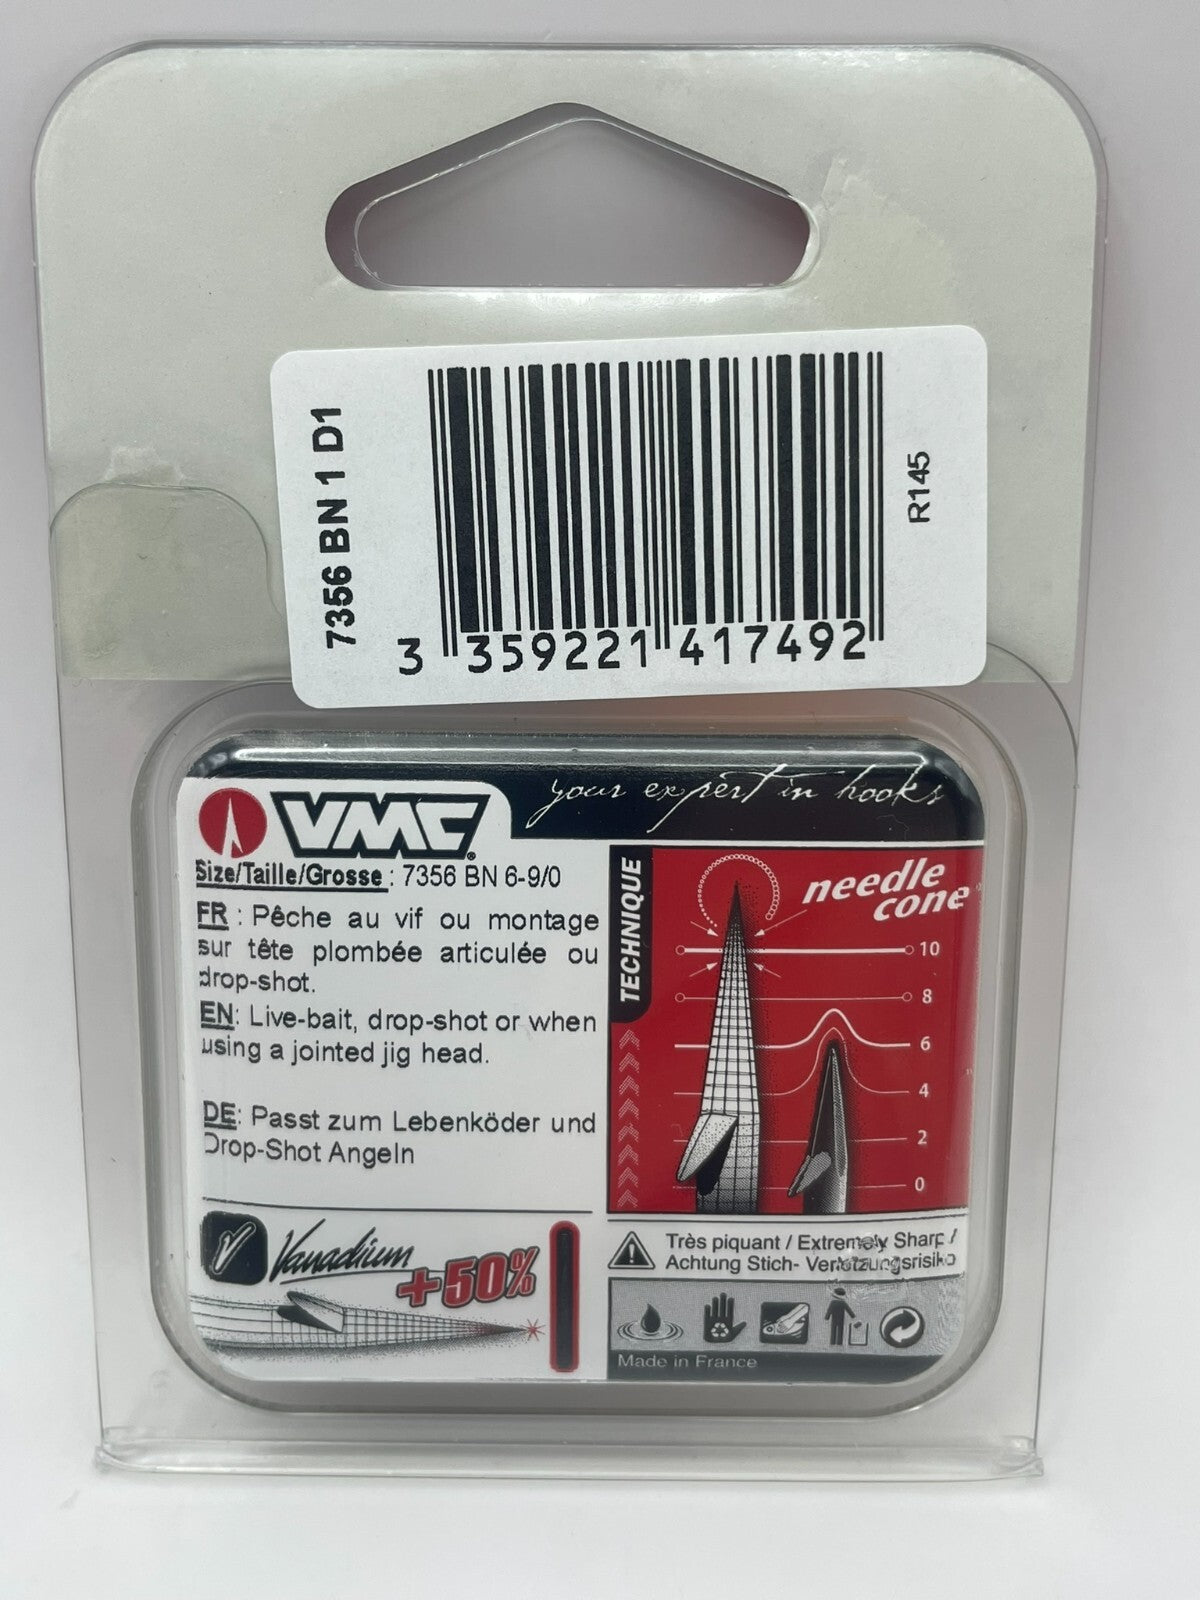 7356 BN 1 D1
R145
3 359221 417492
your expert in hooks
VMC
Size/Taille/Grosse : 7356 BN 6-9/0
FR : Pêche au vif ou montage
sur tête plombée articulée ou
drop-shot.
EN: Live-bait, drop-shot or when
using a jointed jig head.
DE: Passt zum Lebenköder und
Drop-Shot Angeln
TECHNIQUE
needle
cone
10
8
6
4
2
0
Vanadium
+50%
Très piquant / Extremely Sharp /
Achtung Stich- Verletzungsrisiko
Made in France